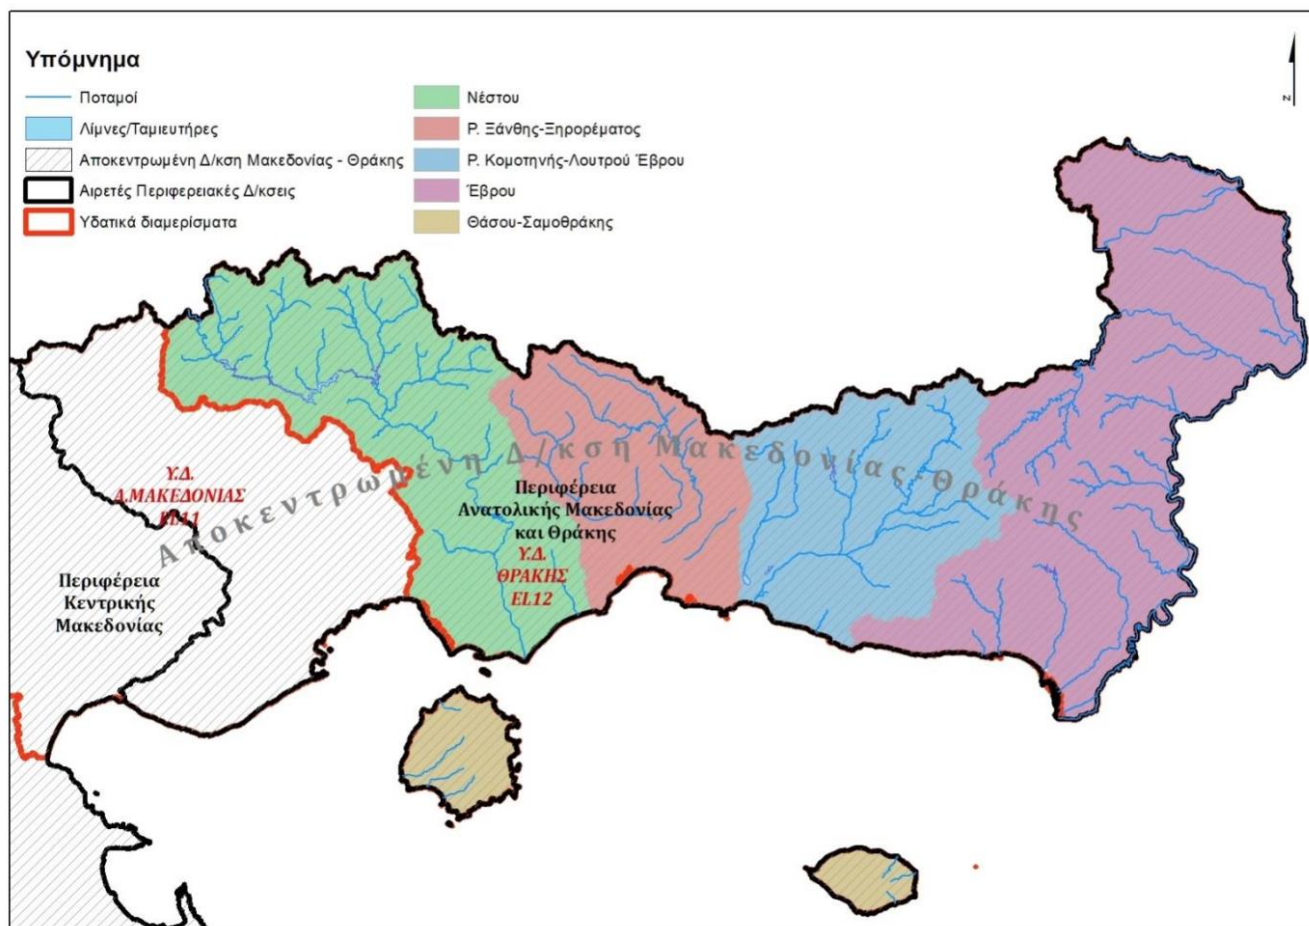 Υπόμνημα
Ποταμοί
Λίμνες/Ταμιευτήρες
Αποκεντρωμένη Δ/κση Μακεδονίας - Θράκης
Αιρετές Περιφερειακές Δ/κσεις
Υδατικά διαμερίσματα
Νέστου
Ρ. Ξάνθης-Ξηρορέματος
Ρ. Κομοτηνής-Λουτρού Έβρου
Έβρου
Θάσου-Σαμοθράκης
N
Αποκεντρωμένη Δ/κση Μακεδονίας-Θράκης
Υ.Δ.
Δ.ΜΑΚΕΔΟΝΙΑΣ
EL11
Περιφέρεια
Κεντρικής
Μακεδονίας
Περιφέρεια
Ανατολικής Μακεδονίας
και Θράκης
Υ.Δ.
ΘΡΑΚΗΣ
EL12